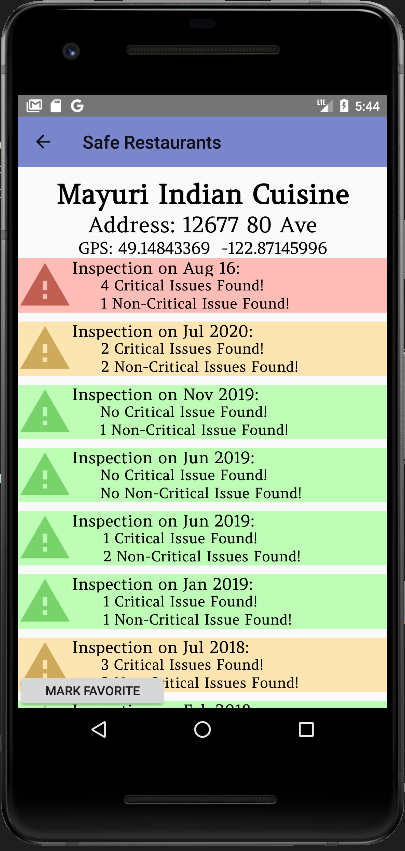 LTE 5:44
Safe Restaurants
Mayuri Indian Cuisine
Address: 12677 80 Ave
GPS: 49.14843369 -122.87145996
Inspection on Aug 16:
4 Critical Issues Found!
1 Non-Critical Issue Found!
Inspection on Jul 2020:
2 Critical Issues Found!
2 Non-Critical Issues Found!
Inspection on Nov 2019:
No Critical Issue Found!
1 Non-Critical Issue Found!
Inspection on Jun 2019:
No Critical Issue Found!
No Non-Critical Issue Found!
Inspection on Jun 2019:
1 Critical Issue Found!
2 Non-Critical Issues Found!
Inspection on Jan 2019:
1 Critical Issue Found!
1 Non-Critical Issue Found!
Inspection on Jul 2018:
3 Critical Issues Found!
Issues Found!
MARK FAVORITE
Inspection on Feb 2018